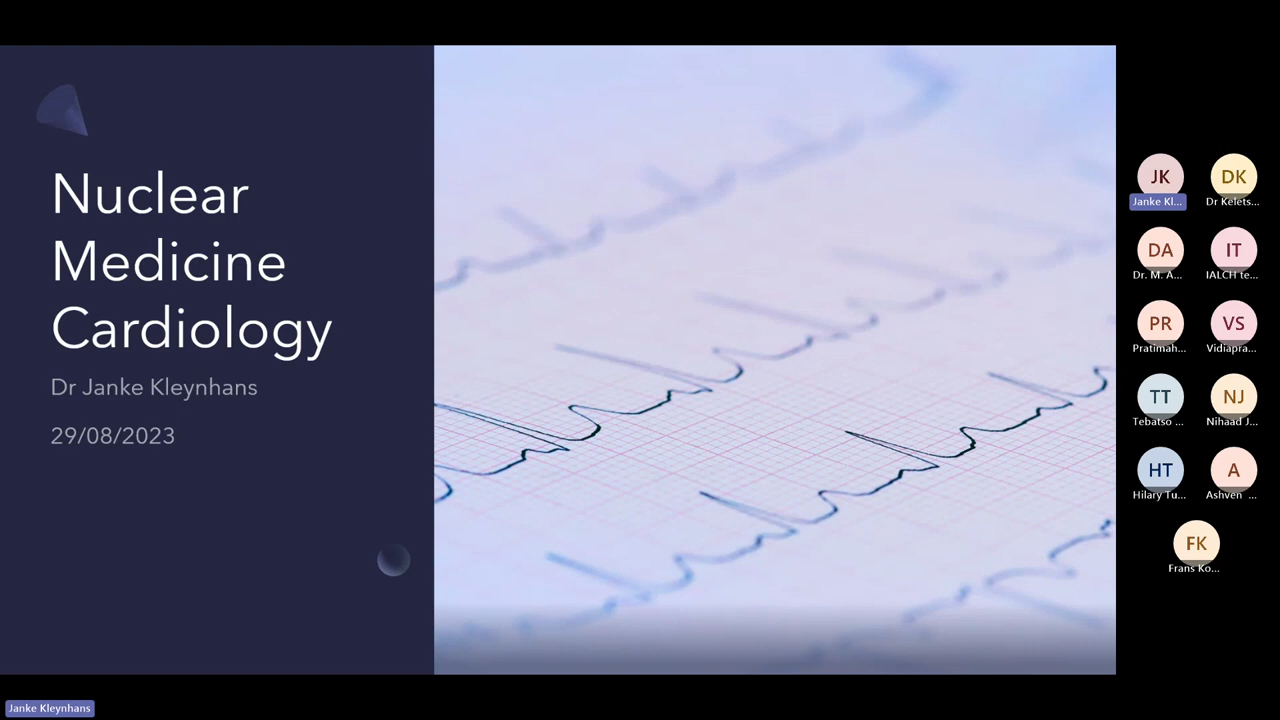 Nuclear
Medicine
Cardiology
Dr Janke Kleynhans
29/08/2023
JK
Janke Kl...
DK
Dr Kelets...
DA
Dr. M. A...
IT
IALCH te...
PR
Pratimah...
VS
Vidiapra...
TT
Tebatso ...
NJ
Nihaad J...
HT
Hilary Tu...
A
Ashven ...
FK
Frans Ko...
Janke Kleynhans